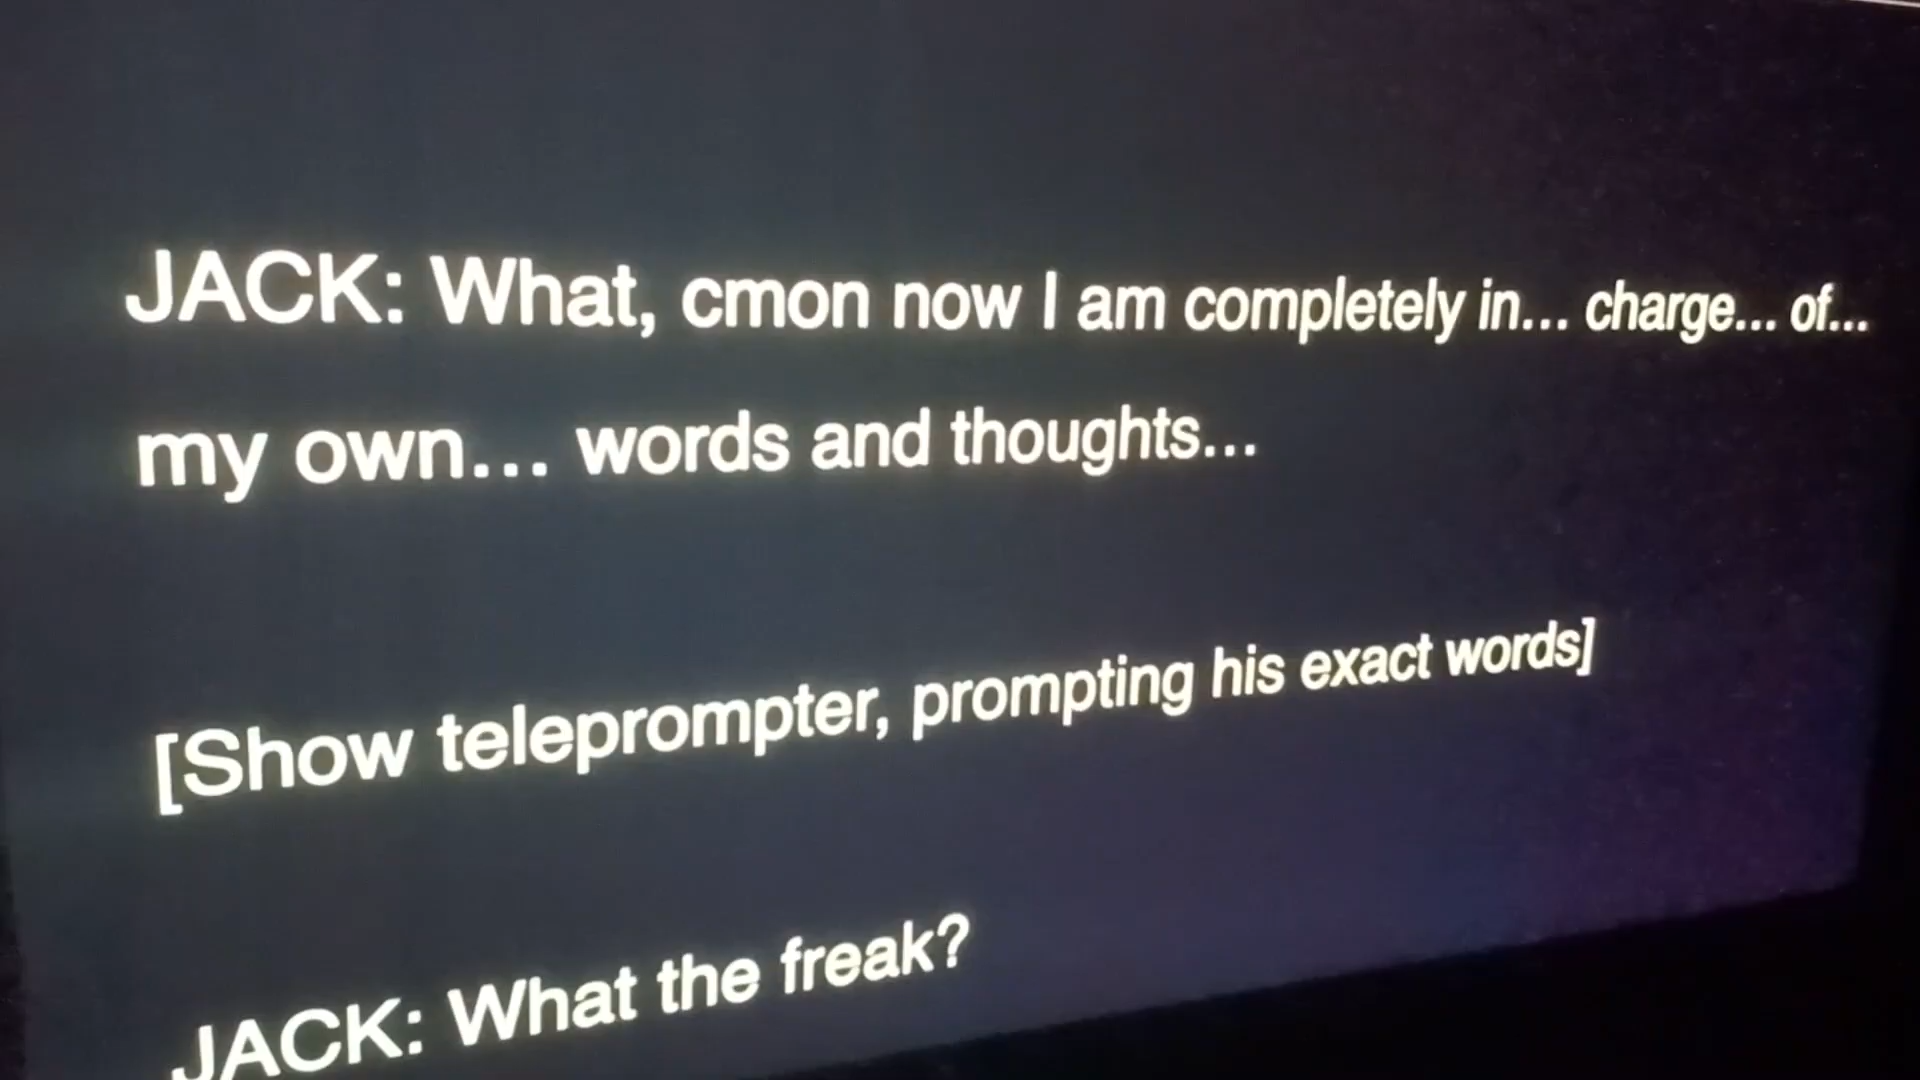 JACK: What, cmon now I am completely in... charge... of...
my own... words and thoughts...
[Show teleprompter, prompting his exact words]
JACK: What the freak?